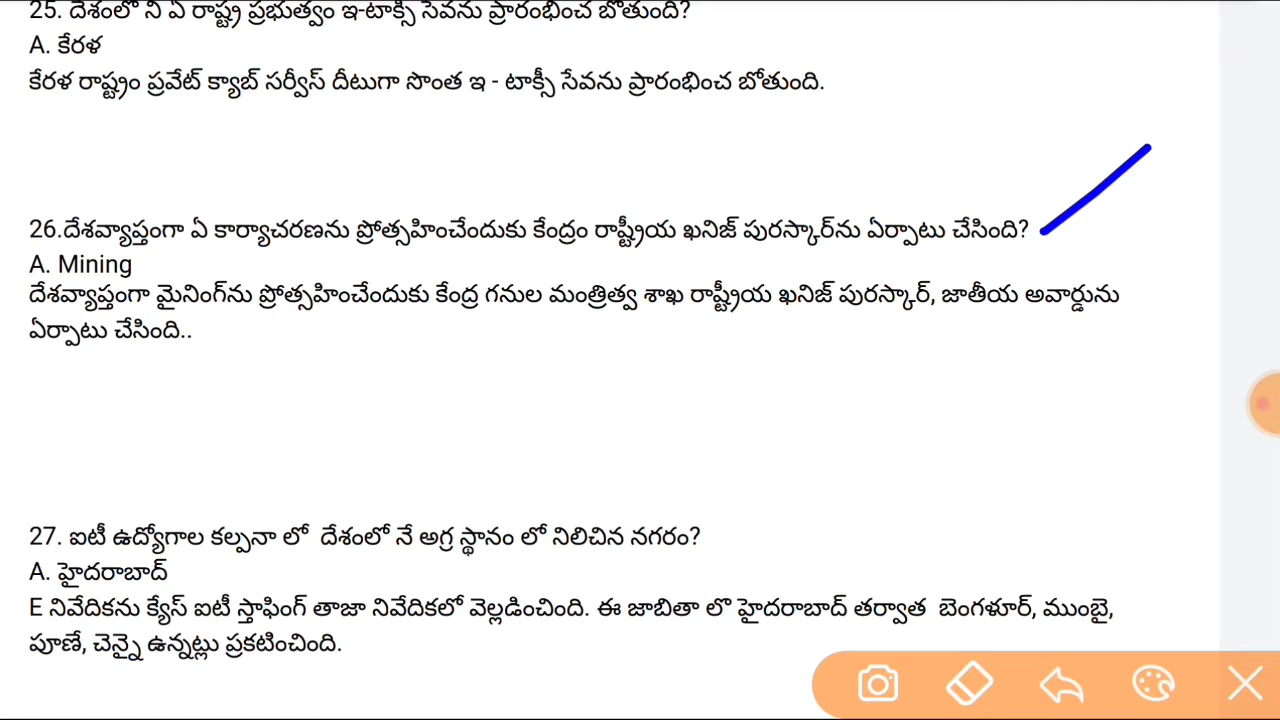 25. దేశంలో ని ఏ రాష్ట్ర ప్రభుత్వం ఇ-టాక్సి సేవను ప్రారంభించ బోతుంది?
A. కేరళ
కేరళ రాష్ట్రం ప్రవేట్ క్యాబ్ సర్వీస్ దీటుగా సొంత ఇ - టాక్సీ సేవను ప్రారంభించ బోతుంది.
26.దేశవ్యాప్తంగా ఏ కార్యాచరణను ప్రోత్సహించేందుకు కేంద్రం రాష్ట్రీయ ఖనిజ్ పురస్కార్‌ను ఏర్పాటు చేసింది?
A. Mining
దేశవ్యాప్తంగా మైనింగ్‌ను ప్రోత్సహించేందుకు కేంద్ర గనుల మంత్రిత్వ శాఖ రాష్ట్రీయ ఖనిజ్ పురస్కార్, జాతీయ అవార్డును
ఏర్పాటు చేసింది..
27. ఐటీ ఉద్యోగాల కల్పనా లో దేశంలో నే అగ్ర స్థానం లో నిలిచిన నగరం?
A. హైదరాబాద్
E నివేదికను క్యేస్ ఐటీ స్తాఫింగ్ తాజా నివేదికలో వెల్లడించింది. ఈ జాబితా లొ హైదరాబాద్ తర్వాత బెంగళూర్, ముంబై,
పూణే, చెన్నై ఉన్నట్లు ప్రకటించింది.